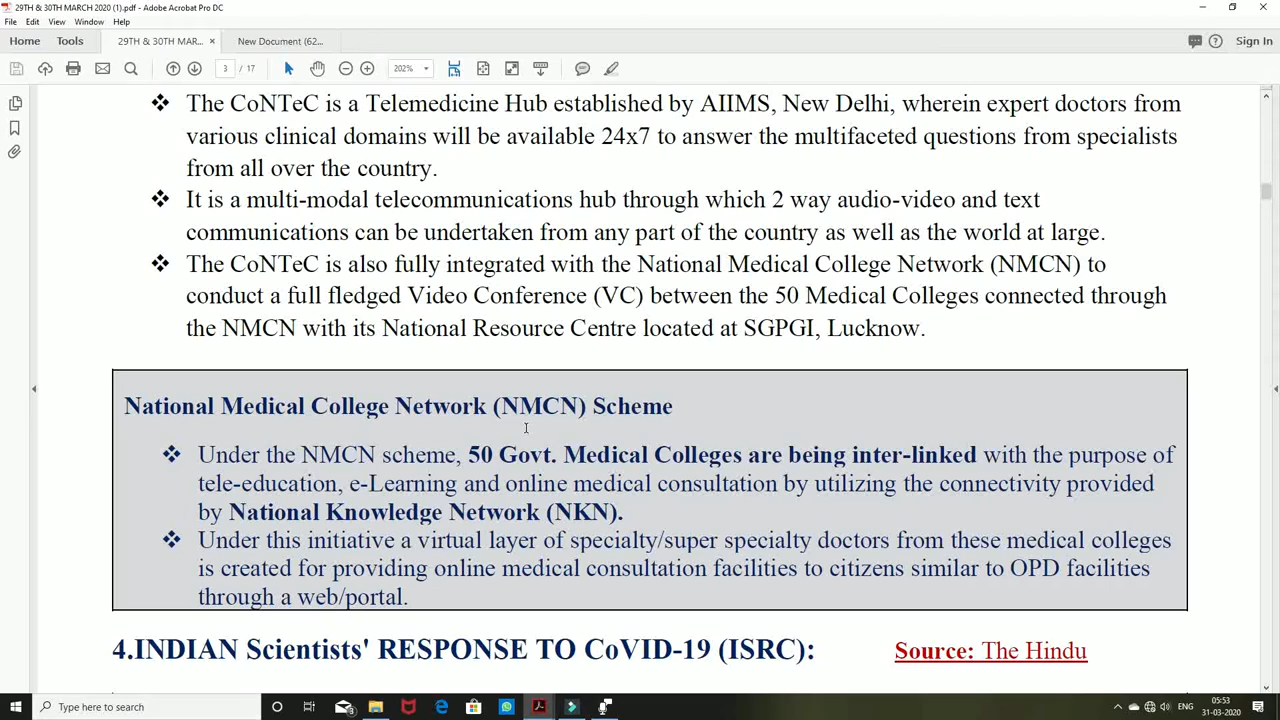 29TH & 30TH MARCH 2020 (1).pdf - Adobe Acrobat Pro DC
File Edit View Window Help
Home Tools 29TH & 30TH MAR... × New Document (62... Sign In
3 / 17 202%
❖ The CoNTeC is a Telemedicine Hub established by AIIMS, New Delhi, wherein expert doctors from
various clinical domains will be available 24x7 to answer the multifaceted questions from specialists
from all over the country.
❖ It is a multi-modal telecommunications hub through which 2 way audio-video and text
communications can be undertaken from any part of the country as well as the world at large.
❖ The CoNTeC is also fully integrated with the National Medical College Network (NMCN) to
conduct a full fledged Video Conference (VC) between the 50 Medical Colleges connected through
the NMCN with its National Resource Centre located at SGPGI, Lucknow.
National Medical College Network (NMCN) Scheme
❖ Under the NMCN scheme, 50 Govt. Medical Colleges are being inter-linked with the purpose of
tele-education, e-Learning and online medical consultation by utilizing the connectivity provided
by National Knowledge Network (NKN).
❖ Under this initiative a virtual layer of specialty/super specialty doctors from these medical colleges
is created for providing online medical consultation facilities to citizens similar to OPD facilities
through a web/portal.
4.INDIAN Scientists' RESPONSE TO CoVID-19 (ISRC): Source: The Hindu
Type here to search
ENG
05:53
31-03-2020